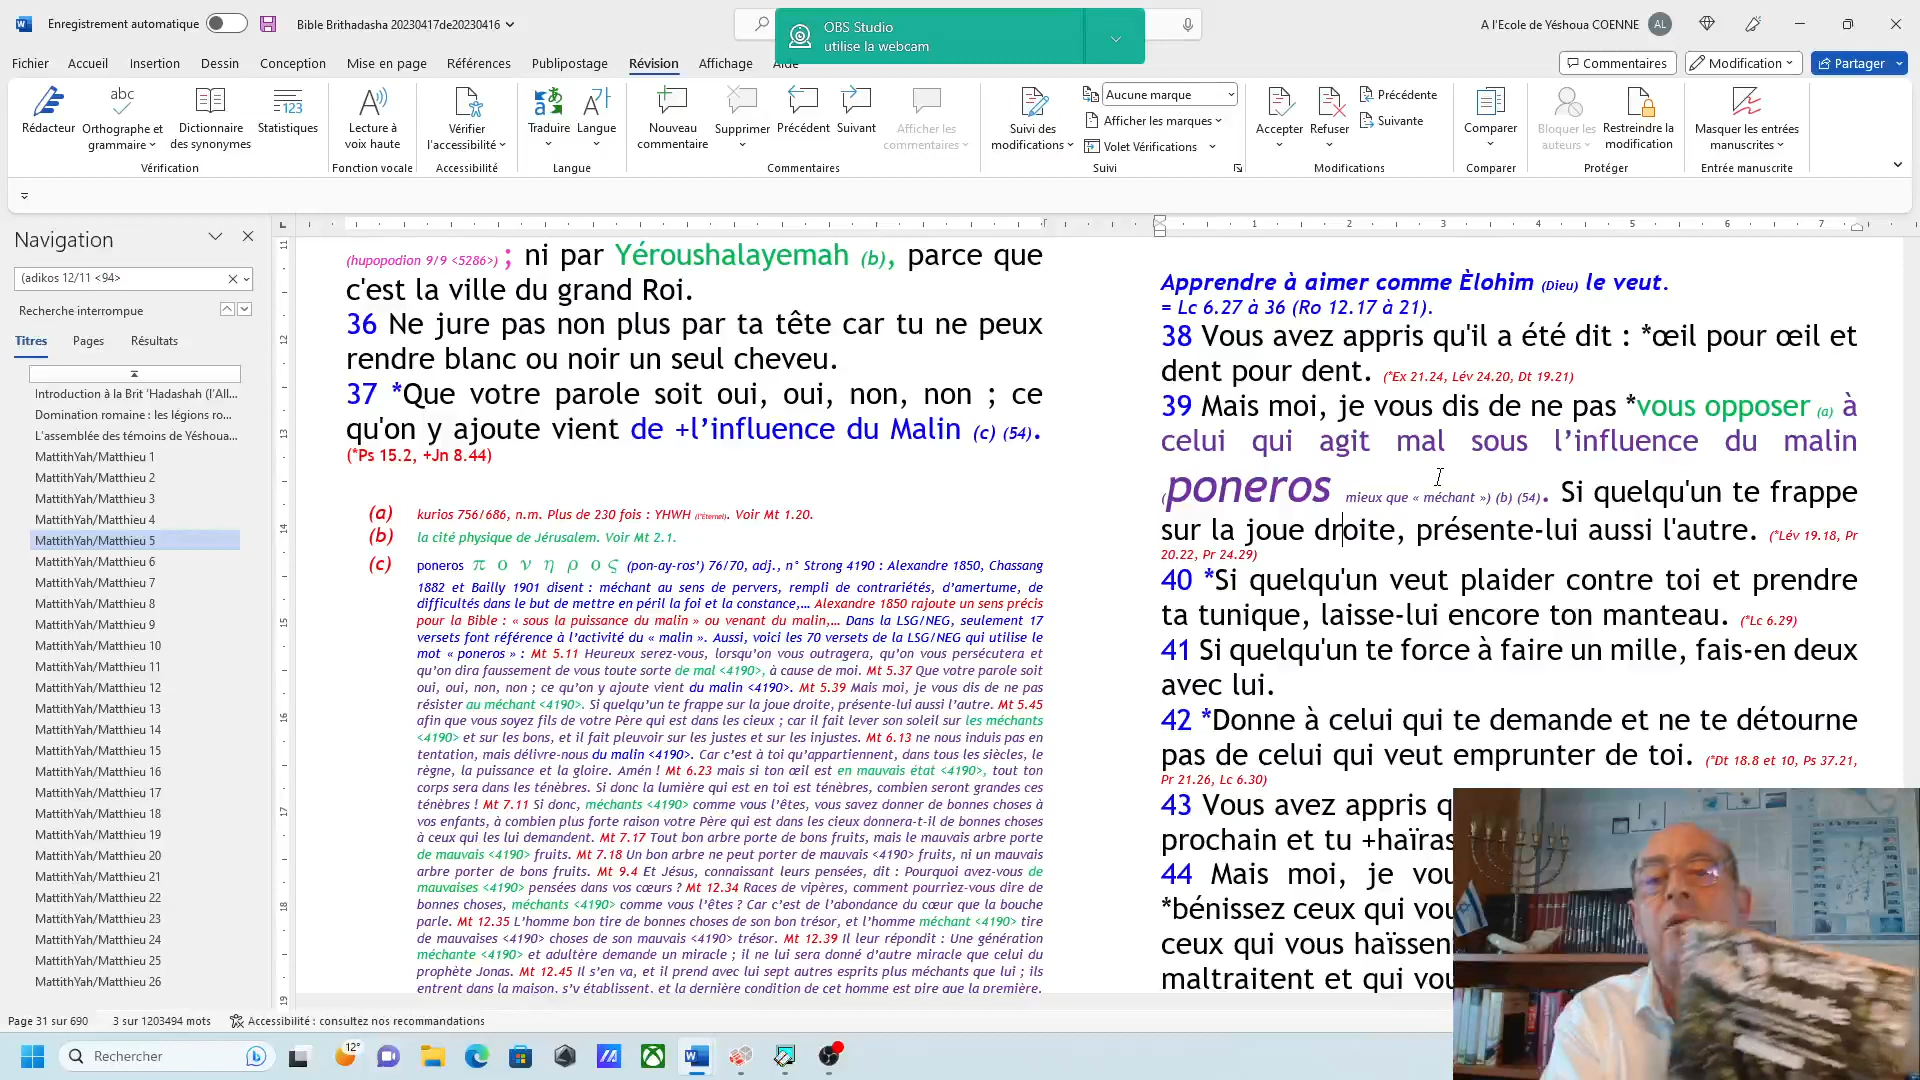 Enregistrement automatique
Bible Brithadasha 20230417de20230416
OBS Studio
utilise la webcam
A l'Ecole de Yéshoua COENNE
AL
Fichier
Accueil
Insertion
Dessin
Conception
Mise en page
Références
Publipostage
Révision
Affichage
Aide
Commentaires
Modification
Partager
Rédacteur
abc
Orthographe et
grammaire
Dictionnaire
des synonymes
123
Statistiques
Vérification
Lecture à
voix haute
Fonction vocale
Vérifier
l'accessibilité
Accessibilité
Traduire
Langue
Langue
Nouveau
commentaire
Supprimer
Précédent
Suivant
Afficher les
commentaires
Commentaires
Suivi des
modifications
Aucune marque
Afficher les marques
Volet Vérifications
Suivi
Accepter
Refuser
Précédente
Suivante
Modifications
Comparer
Comparer
Bloquer les
auteurs
Restreindre la
modification
Protéger
Masquer les entrées
manuscrites
Entrée manuscrite
Navigation
(adikos 12/11 <94>
Recherche interrompue
Titres
Pages
Résultats
Introduction à la Brit 'Hadashah (l'All...
Domination romaine : les légions ro...
L'assemblée des témoins de Yéshoua...
MattithYah/Matthieu 1
MattithYah/Matthieu 2
MattithYah/Matthieu 3
MattithYah/Matthieu 4
MattithYah/Matthieu 5
MattithYah/Matthieu 6
MattithYah/Matthieu 7
MattithYah/Matthieu 8
MattithYah/Matthieu 9
MattithYah/Matthieu 10
MattithYah/Matthieu 11
MattithYah/Matthieu 12
MattithYah/Matthieu 13
MattithYah/Matthieu 14
MattithYah/Matthieu 15
MattithYah/Matthieu 16
MattithYah/Matthieu 17
MattithYah/Matthieu 18
MattithYah/Matthieu 19
MattithYah/Matthieu 20
MattithYah/Matthieu 21
MattithYah/Matthieu 22
MattithYah/Matthieu 23
MattithYah/Matthieu 24
MattithYah/Matthieu 25
MattithYah/Matthieu 26
1 2 3 4 5 6 7
11
12
13
14
15
16
17
18
19
(hupopodion 9/9 <5286>) ; ni par Yéroushalayemah (b), parce que
c'est la ville du grand Roi.
36 Ne jure pas non plus par ta tête car tu ne peux
rendre blanc ou noir un seul cheveu.
37 *Que votre parole soit oui, oui, non, non ; ce
qu'on y ajoute vient de +l'influence du Malin (c) (54).
(*Ps 15.2, +Jn 8.44)
(a) kurios 756/686, n.m. Plus de 230 fois : YHWH (l'Éternel). Voir Mt 1.20.
(b) la cité physique de Jérusalem. Voir Mt 2.1.
(c) poneros π ο ν η ρ ο ς (pon-ay-ros') 76/70, adj., n° Strong 4190 : Alexandre 1850, Chassang
1882 et Bailly 1901 disent : méchant au sens de pervers, rempli de contrariétés, d'amertume, de
difficultés dans le but de mettre en péril la foi et la constance,... Alexandre 1850 rajoute un sens précis
pour la Bible : « sous la puissance du malin » ou venant du malin,... Dans la LSG/NEG, seulement 17
versets font référence à l'activité du « malin ». Aussi, voici les 70 versets de la LSG/NEG qui utilise le
mot « poneros » : Mt 5.11 Heureux serez-vous, lorsqu'on vous outragera, qu'on vous persécutera et
qu'on dira faussement de vous toute sorte de mal <4190>, à cause de moi. Mt 5.37 Que votre parole soit
oui, oui, non, non ; ce qu'on y ajoute vient du malin <4190>. Mt 5.39 Mais moi, je vous dis de ne pas
résister au méchant <4190>. Si quelqu'un te frappe sur la joue droite, présente-lui aussi l'autre. Mt 5.45
afin que vous soyez fils de votre Père qui est dans les cieux ; car il fait lever son soleil sur les méchants
<4190> et sur les bons, et il fait pleuvoir sur les justes et sur les injustes. Mt 6.13 ne nous induis pas en
tentation, mais délivre-nous du malin <4190>. Car c'est à toi qu'appartiennent, dans tous les siècles, le
règne, la puissance et la gloire. Amén ! Mt 6.23 mais si ton œil est en mauvais état <4190>, tout ton
corps sera dans les ténèbres. Si donc la lumière qui est en toi est ténèbres, combien seront grandes ces
ténèbres ! Mt 7.11 Si donc, méchants <4190> comme vous l'êtes, vous savez donner de bonnes choses à
vos enfants, à combien plus forte raison votre Père qui est dans les cieux donnera-t-il de bonnes choses
à ceux qui les lui demandent. Mt 7.17 Tout bon arbre porte de bons fruits, mais le mauvais arbre porte
de mauvais <4190> fruits. Mt 7.18 Un bon arbre ne peut porter de mauvais <4190> fruits, ni un mauvais
arbre porter de bons fruits. Mt 9.4 Et Jésus, connaissant leurs pensées, dit : Pourquoi avez-vous de
mauvaises <4190> pensées dans vos cœurs ? Mt 12.34 Races de vipères, comment pourriez-vous dire de
bonnes choses, méchants <4190> comme vous l'êtes ? Car c'est de l'abondance du cœur que la bouche
parle. Mt 12.35 L'homme bon tire de bonnes choses de son bon trésor, et l'homme méchant <4190> tire
de mauvaises <4190> choses de son mauvais <4190> trésor. Mt 12.39 Il leur répondit : Une génération
méchante <4190> et adultère demande un miracle ; il ne lui sera donné d'autre miracle que celui du
prophète Jonas. Mt 12.45 Il s'en va, et il prend avec lui sept autres esprits plus méchants que lui ; ils
entrent dans la maison, s'y établissent, et la dernière condition de cet homme est pire que la première.
Apprendre à aimer comme Èlohim (Dieu) le veut.
= Lc 6.27 à 36 (Ro 12.17 à 21).
38 Vous avez appris qu'il a été dit : *œil pour œil et
dent pour dent. (*Ex 21.24, Lév 24.20, Dt 19.21)
39 Mais moi, je vous dis de ne pas *vous opposer (a) à
celui qui agit mal sous l'influence du malin
(poneros mieux que « méchant ») (b) (54). Si quelqu'un te frappe
sur la joue droite, présente-lui aussi l'autre. (*Lév 19.18, Pr
20.22, Pr 24.29)
40 *Si quelqu'un veut plaider contre toi et prendre
ta tunique, laisse-lui encore ton manteau. (*Lc 6.29)
41 Si quelqu'un te force à faire un mille, fais-en deux
avec lui.
42 *Donne à celui qui te demande et ne te détourne
pas de celui qui veut emprunter de toi. (*Dt 18.8 et 10, Ps 37.21,
Pr 21.26, Lc 6.30)
43 Vous avez appris q
prochain et tu +haïras
44 Mais moi, je vou
*bénissez ceux qui vou
ceux qui vous haïssen
maltraitent et qui vou
Page 31 sur 690
3 sur 1203494 mots
Accessibilité : consultez nos recommandations
Rechercher
12°